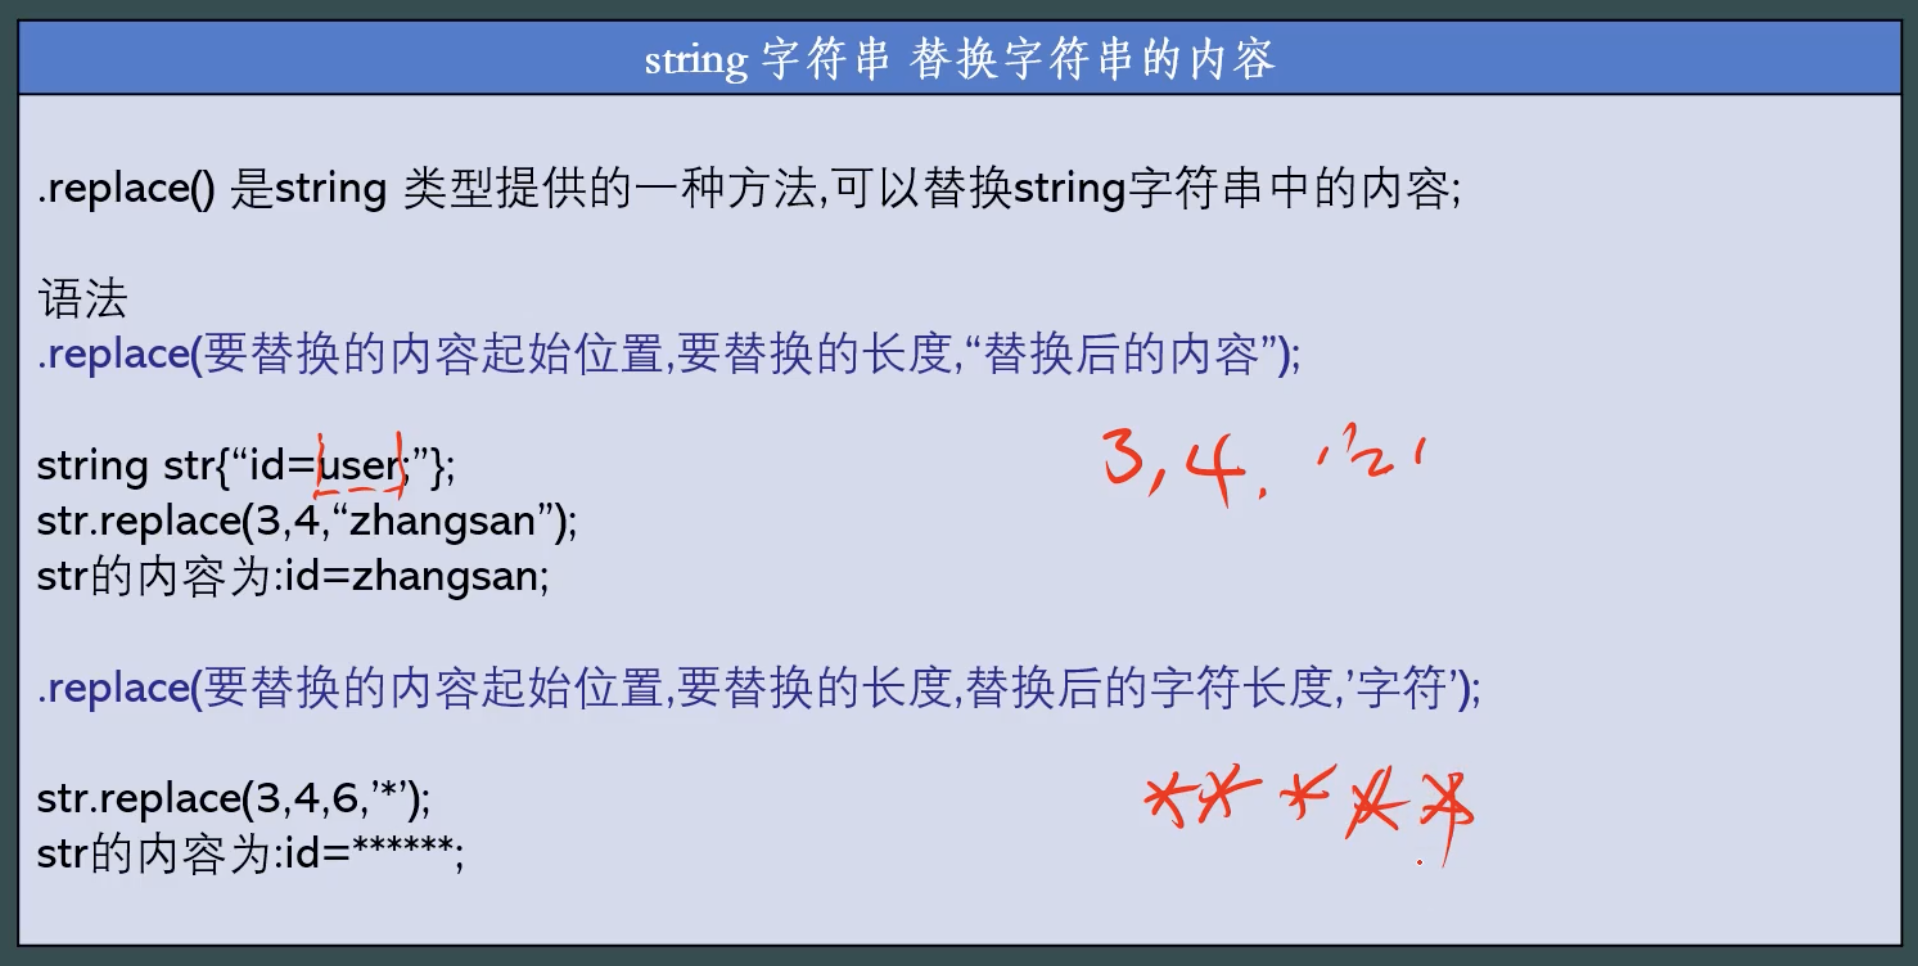 string 字符串 替换字符串的内容
.replace() 是string 类型提供的一种方法,可以替换string字符串中的内容;
语法
.replace(要替换的内容起始位置,要替换的长度,“替换后的内容”);
string str{“id=user;”};
3,4.
str.replace(3,4,“zhangsan”);
str的内容为:id=zhangsan;
.replace(要替换的内容起始位置,要替换的长度,替换后的字符长度,’字符’);
str.replace(3,4,6,’*’);
*****
str的内容为:id=******;